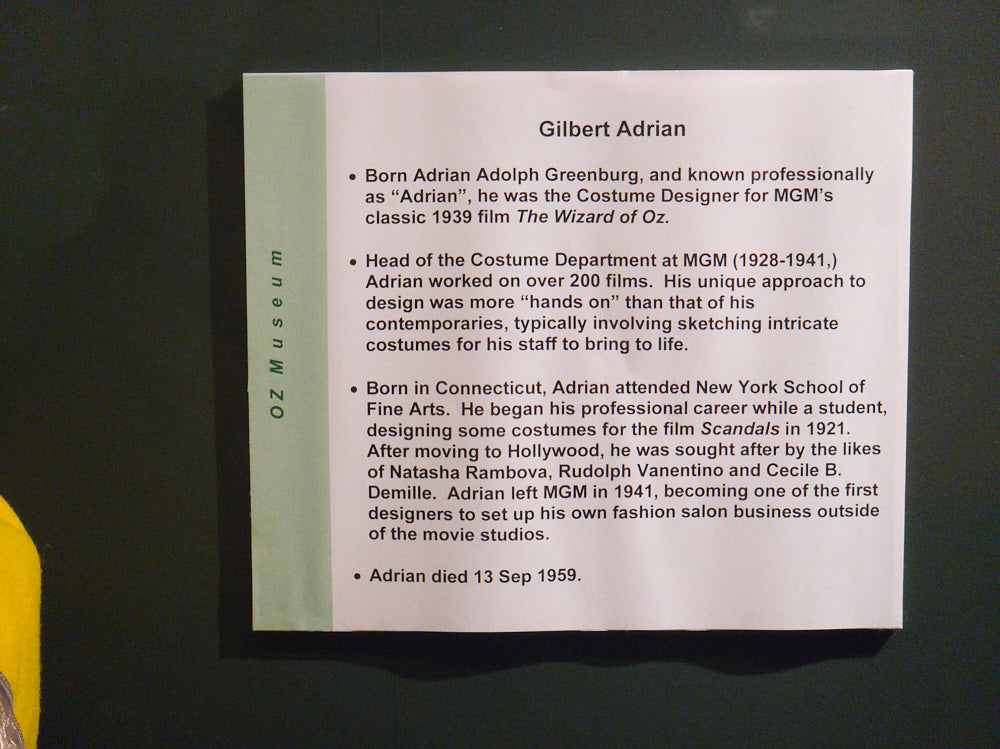 OZ Museum
Gilbert Adrian
• Born Adrian Adolph Greenburg, and known professionally
as “Adrian”, he was the Costume Designer for MGM’s
classic 1939 film The Wizard of Oz.
• Head of the Costume Department at MGM (1928-1941,)
Adrian worked on over 200 films. His unique approach to
design was more “hands on” than that of his
contemporaries, typically involving sketching intricate
costumes for his staff to bring to life.
• Born in Connecticut, Adrian attended New York School of
Fine Arts. He began his professional career while a student,
designing some costumes for the film Scandals in 1921.
After moving to Hollywood, he was sought after by the likes
of Natasha Rambova, Rudolph Vanentino and Cecile B.
Demille. Adrian left MGM in 1941, becoming one of the first
designers to set up his own fashion salon business outside
of the movie studios.
• Adrian died 13 Sep 1959.